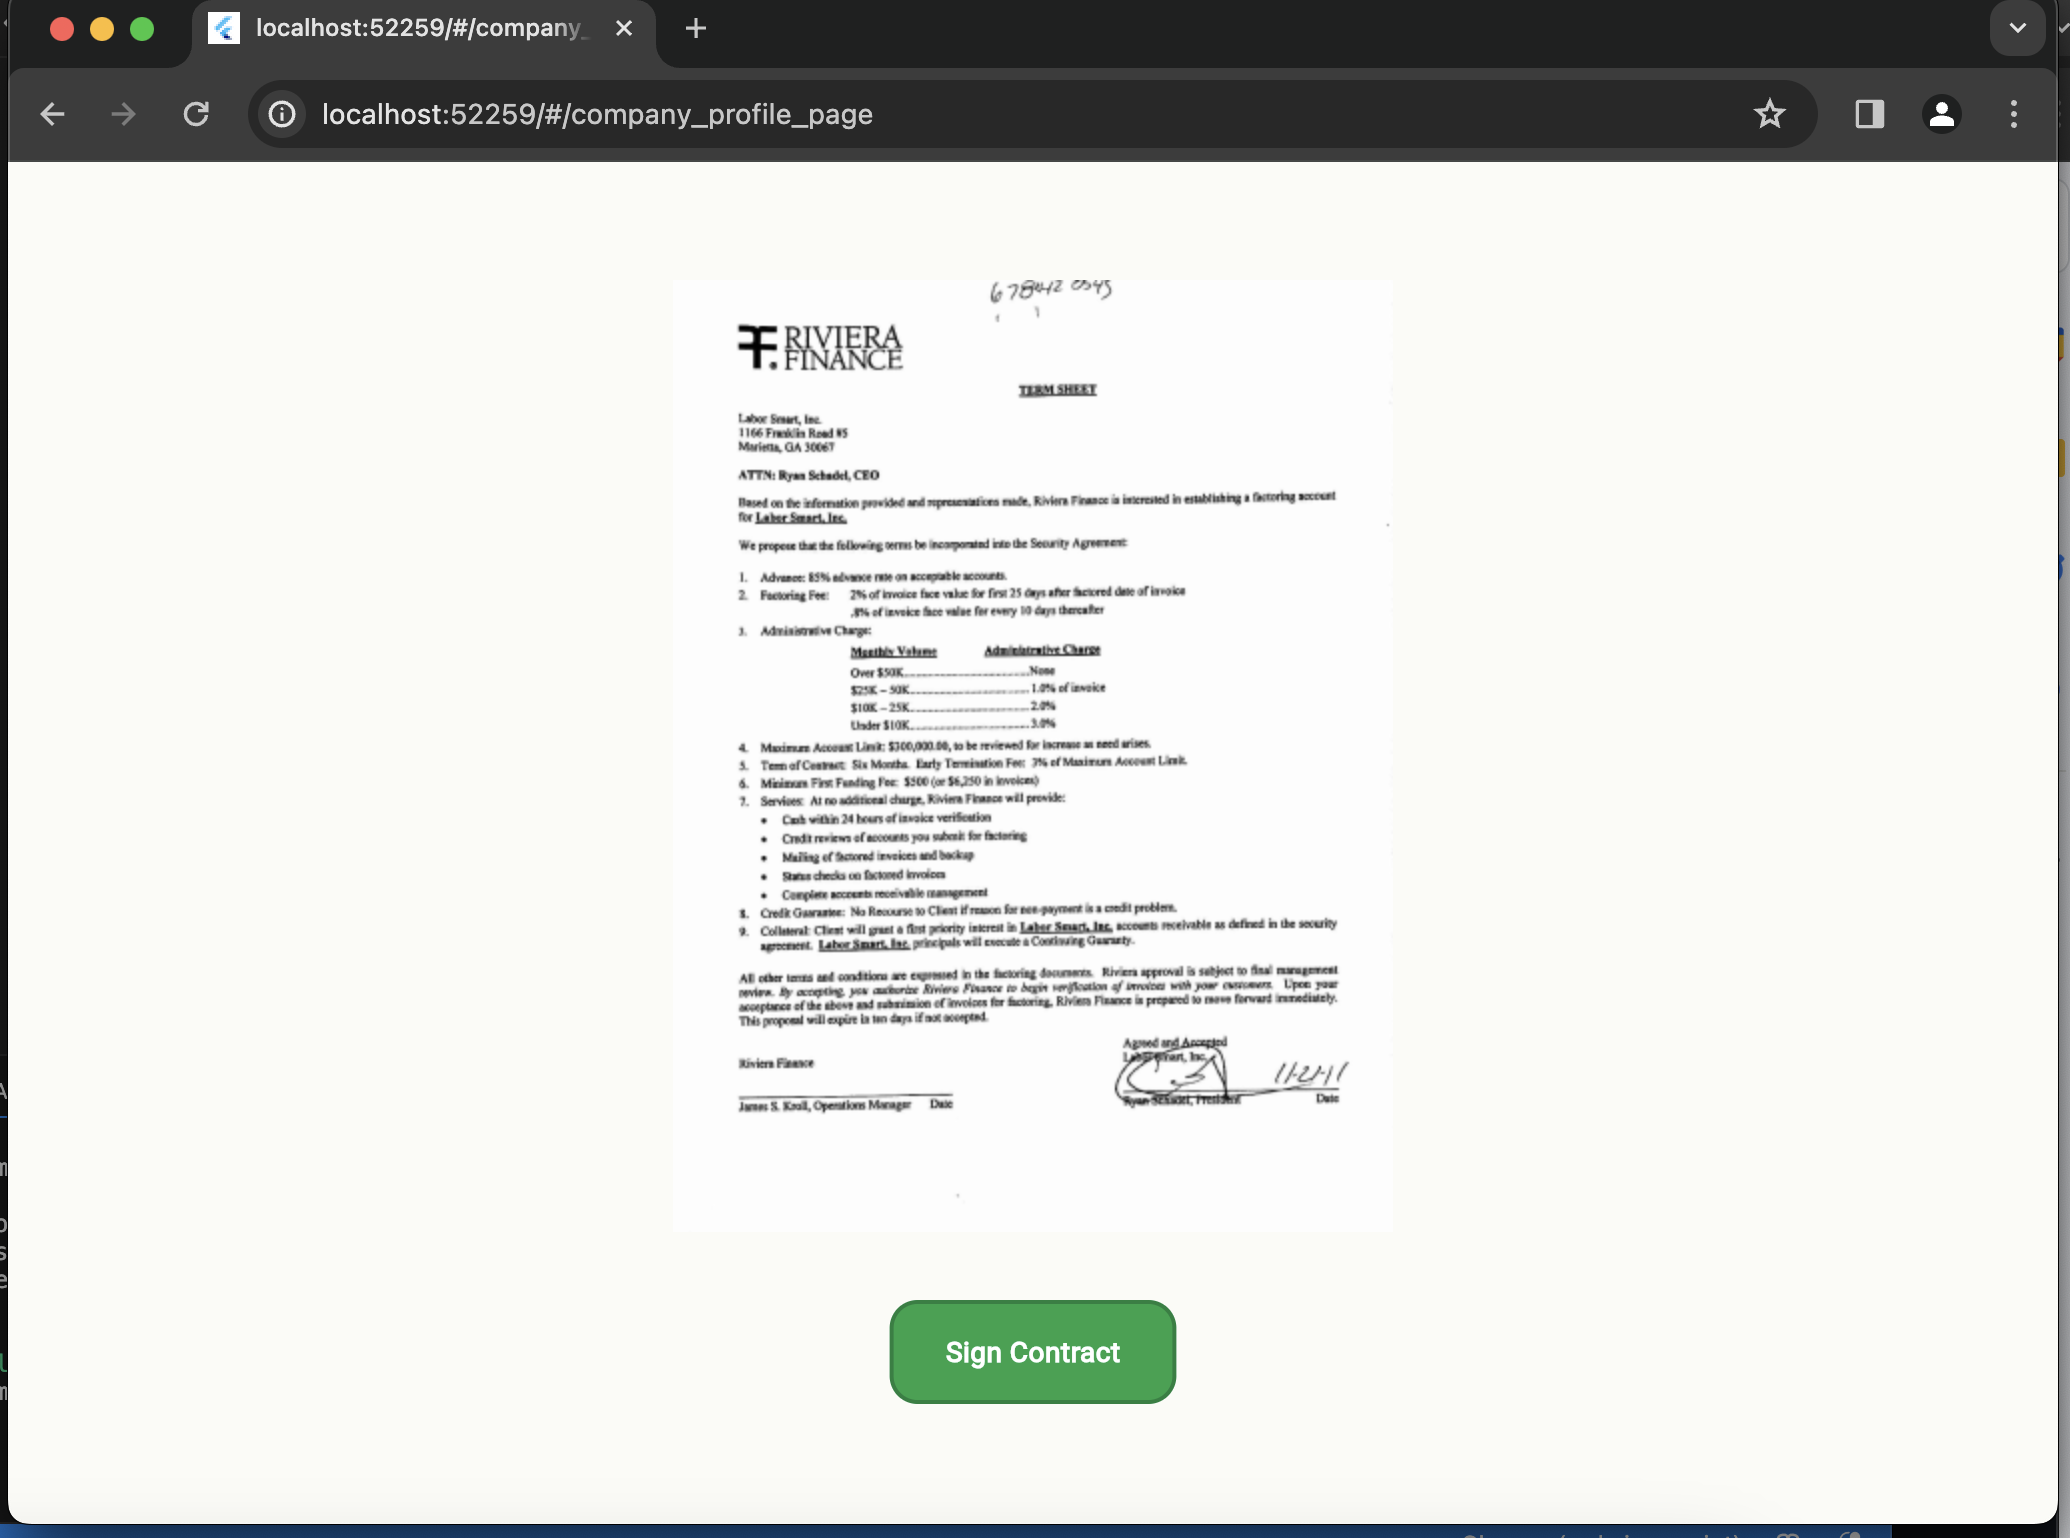 localhost:52259/#/company_
localhost:52259/#/company_profile_page
RIVIERA
FINANCE
TERM SHEET
Labor Smart, Inc.
1166 Franklin Road #5
Marietta, GA 30067
ATTN: Ryan Schadel, CEO
Based on the information provided and representations made, Riviera Finance is interested in establishing a factoring account
for Labor Smart, Inc.
We propose that the following terms be incorporated into the Security Agreement:
1. Advance: 85% advance rate on acceptable accounts.
2. Factoring Fee: 2% of invoice face value for first 25 days after factored date of invoice
.8% of invoice face value for every 10 days thereafter
3. Administrative Charge:
Monthly Volume Administrative Charge
Over $50K None
$25K – 50K 1.0% of invoice
$10K – 25K 2.0%
Under $10K 3.0%
4. Maximum Account Limit: $300,000.00, to be reviewed for increase as need arises.
5. Term of Contract: Six Months. Early Termination Fee: 3% of Maximum Account Limit.
6. Minimum First Funding Fee: $500 (or $6,250 in invoices)
7. Services: At no additional charge, Riviera Finance will provide:
• Cash within 24 hours of invoice verification
• Credit reviews of accounts you submit for factoring
• Mailing of factored invoices and backup
• Status checks on factored invoices
• Complete accounts receivable management
8. Credit Guarantee: No Recourse to Client if reason for non-payment is a credit problem.
9. Collateral: Client will grant a first priority interest in Labor Smart, Inc. accounts receivable as defined in the security
agreement. Labor Smart, Inc. principals will execute a Continuing Guaranty.
All other terms and conditions are expressed in the factoring documents. Riviera approval is subject to final management
review. By accepting, you authorize Riviera Finance to begin verification of invoices with your customers. Upon your
acceptance of the above and submission of invoices for factoring, Riviera Finance is prepared to move forward immediately.
This proposal will expire in ten days if not accepted.
Agreed and Accepted
Labor Smart, Inc.
Riviera Finance
11-21-11
James S. Kroll, Operations Manager Date
Ryan Schadel, President Date
Sign Contract